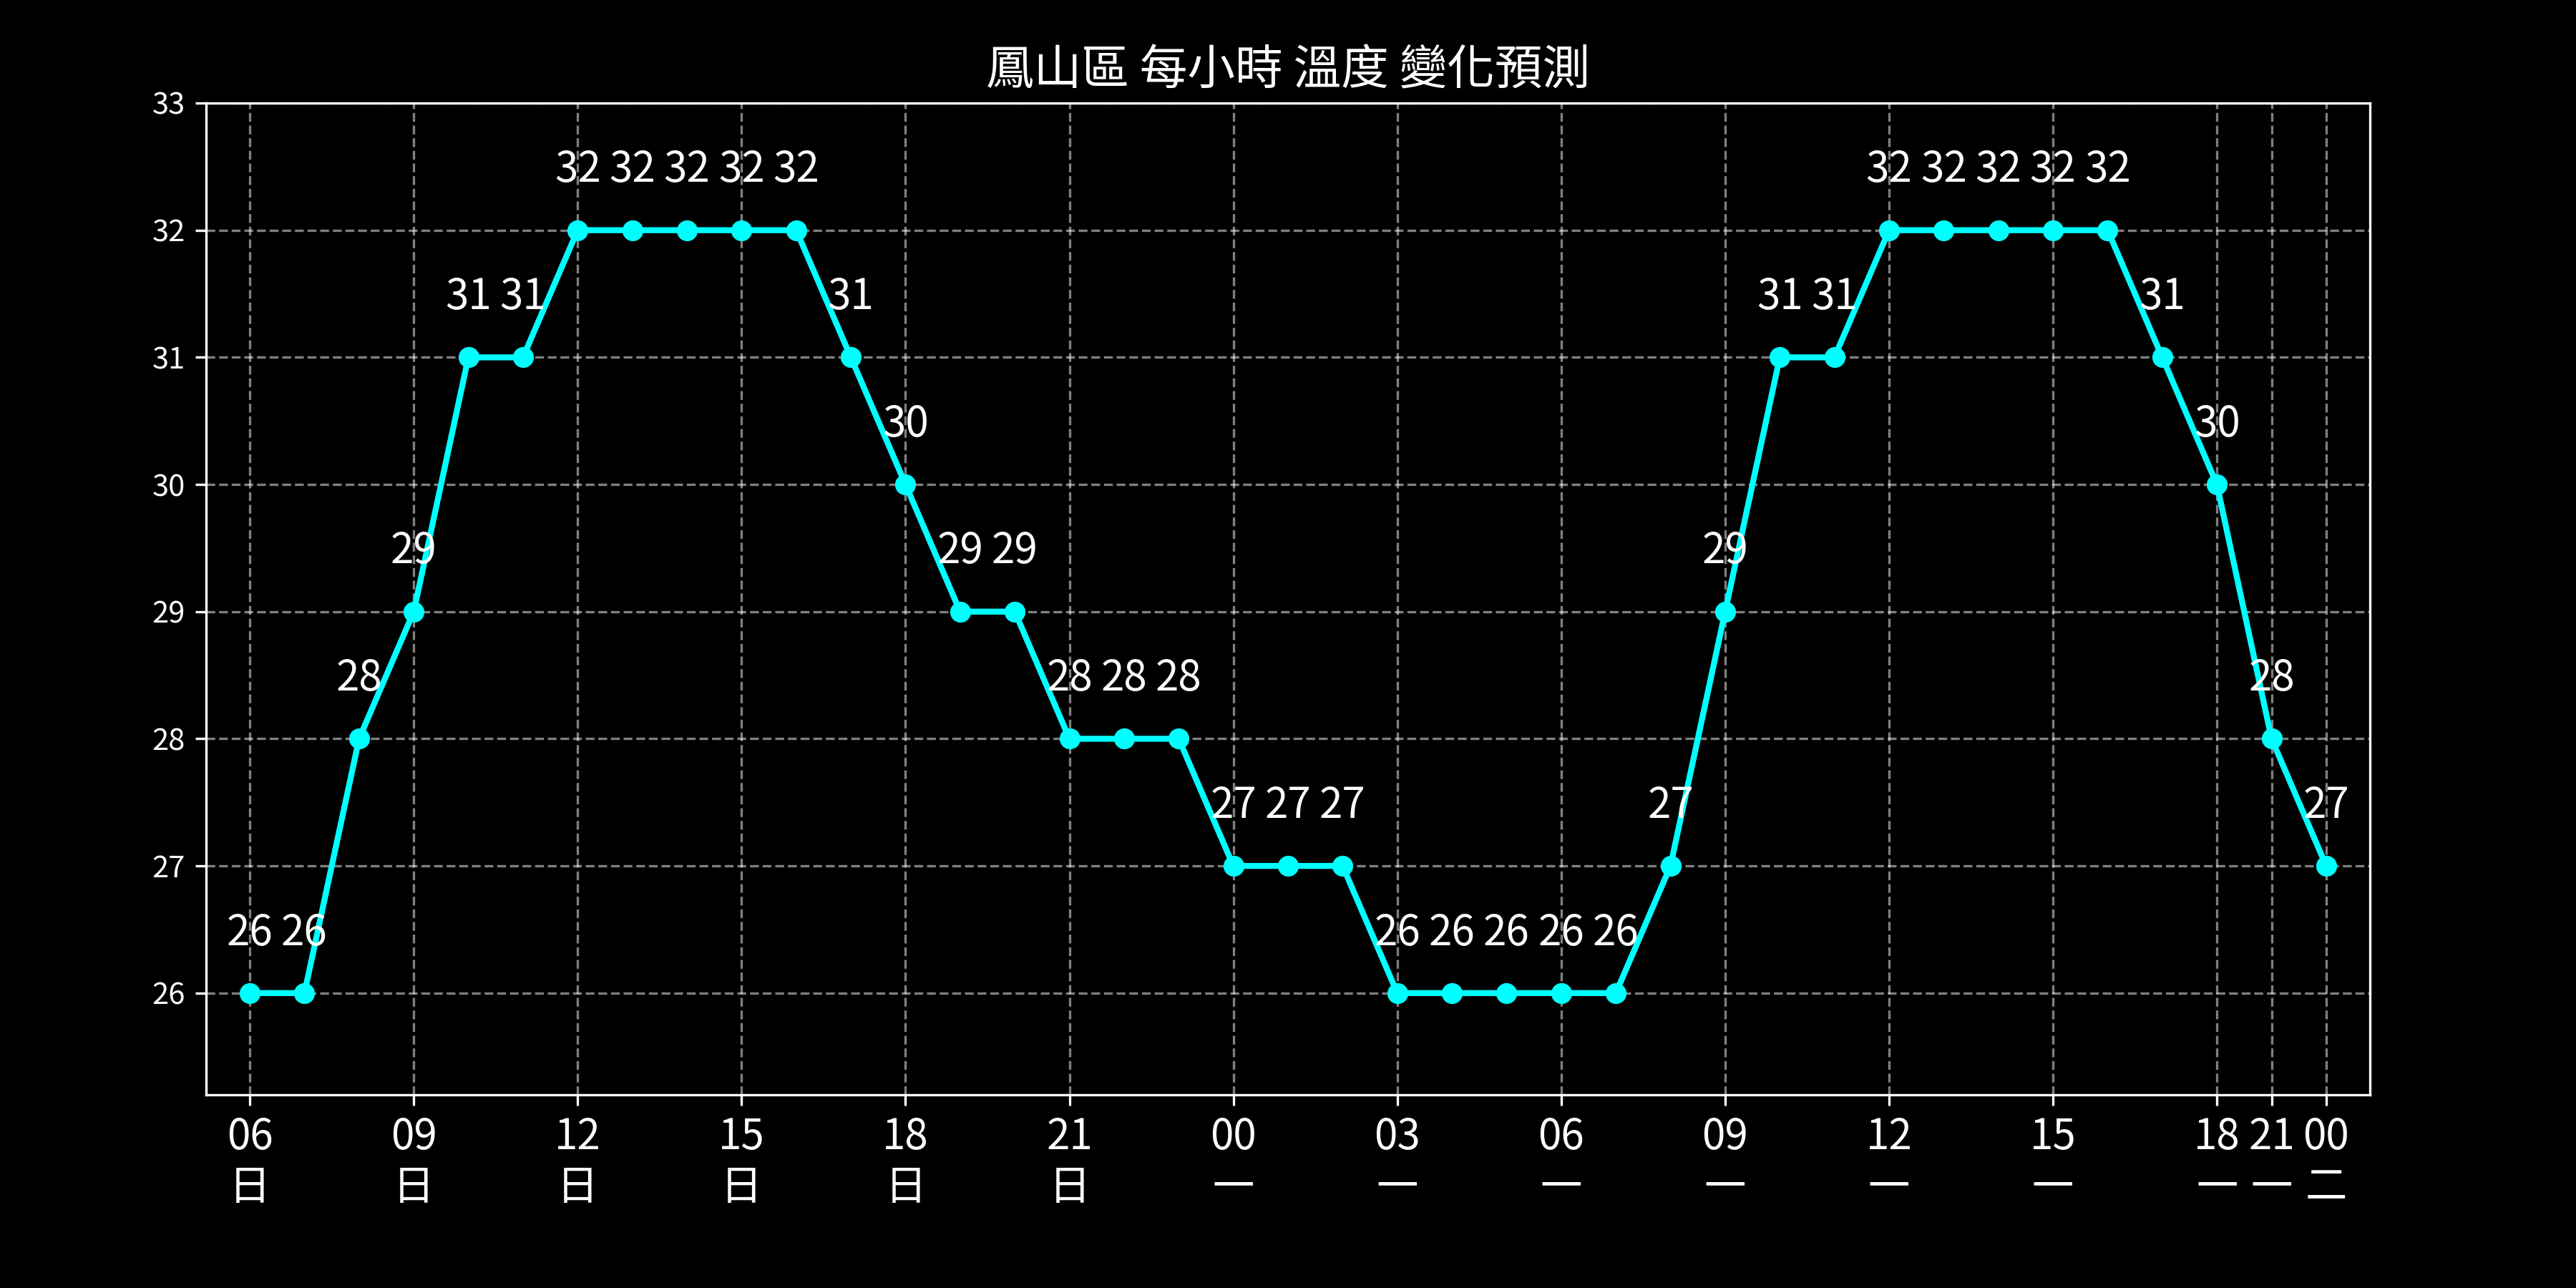 鳳山區 每小時 溫度 變化預測
33
32 32 32 32 32 32 32 32 32 32
32
31 31 31 31 31 31
31
30 30
30
29 29 29 29
29
28 28 28 28 28
28
27 27 27 27 27
27
26 26 26 26 26 26 26
26
06 09 12 15 18 21 00 03 06 09 12 15 18 21 00
日 日 日 日 日 日 一 一 一 一 一 一 一 一 二